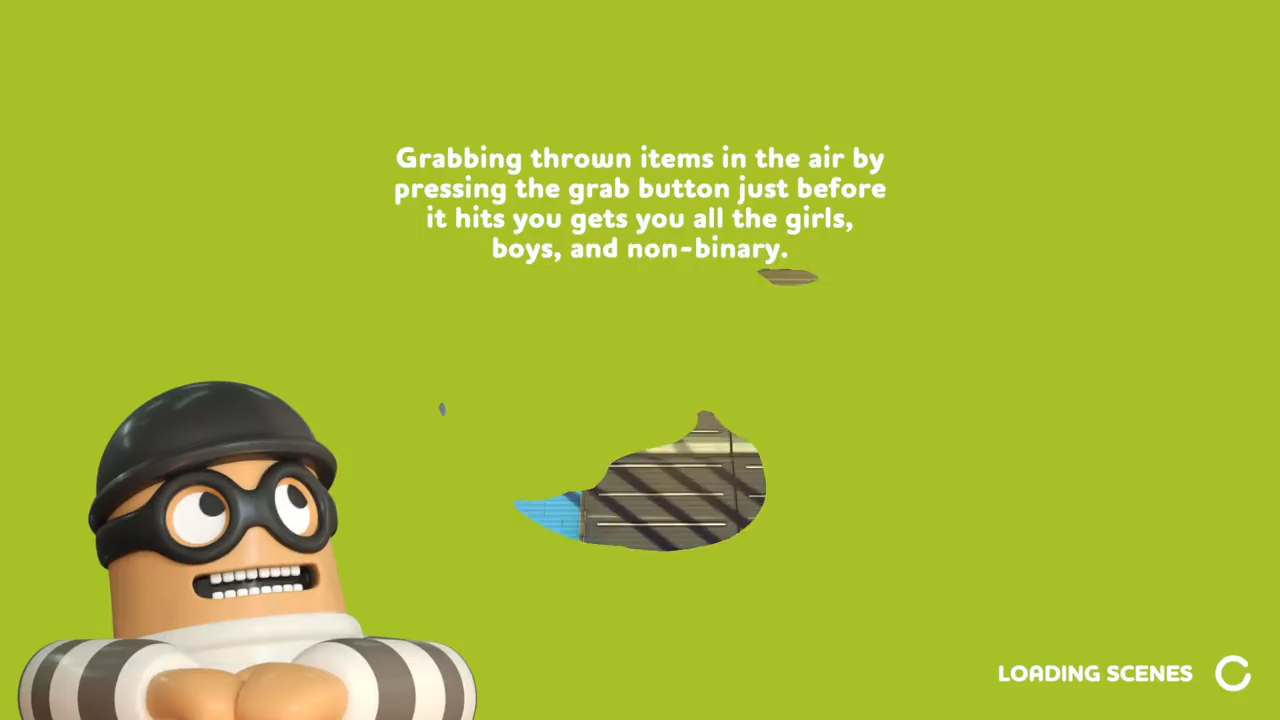 Grabbing thrown items in the air by
pressing the grab button just before
it hits you gets you all the girls,
boys, and non-binary.
LOADING SCENES